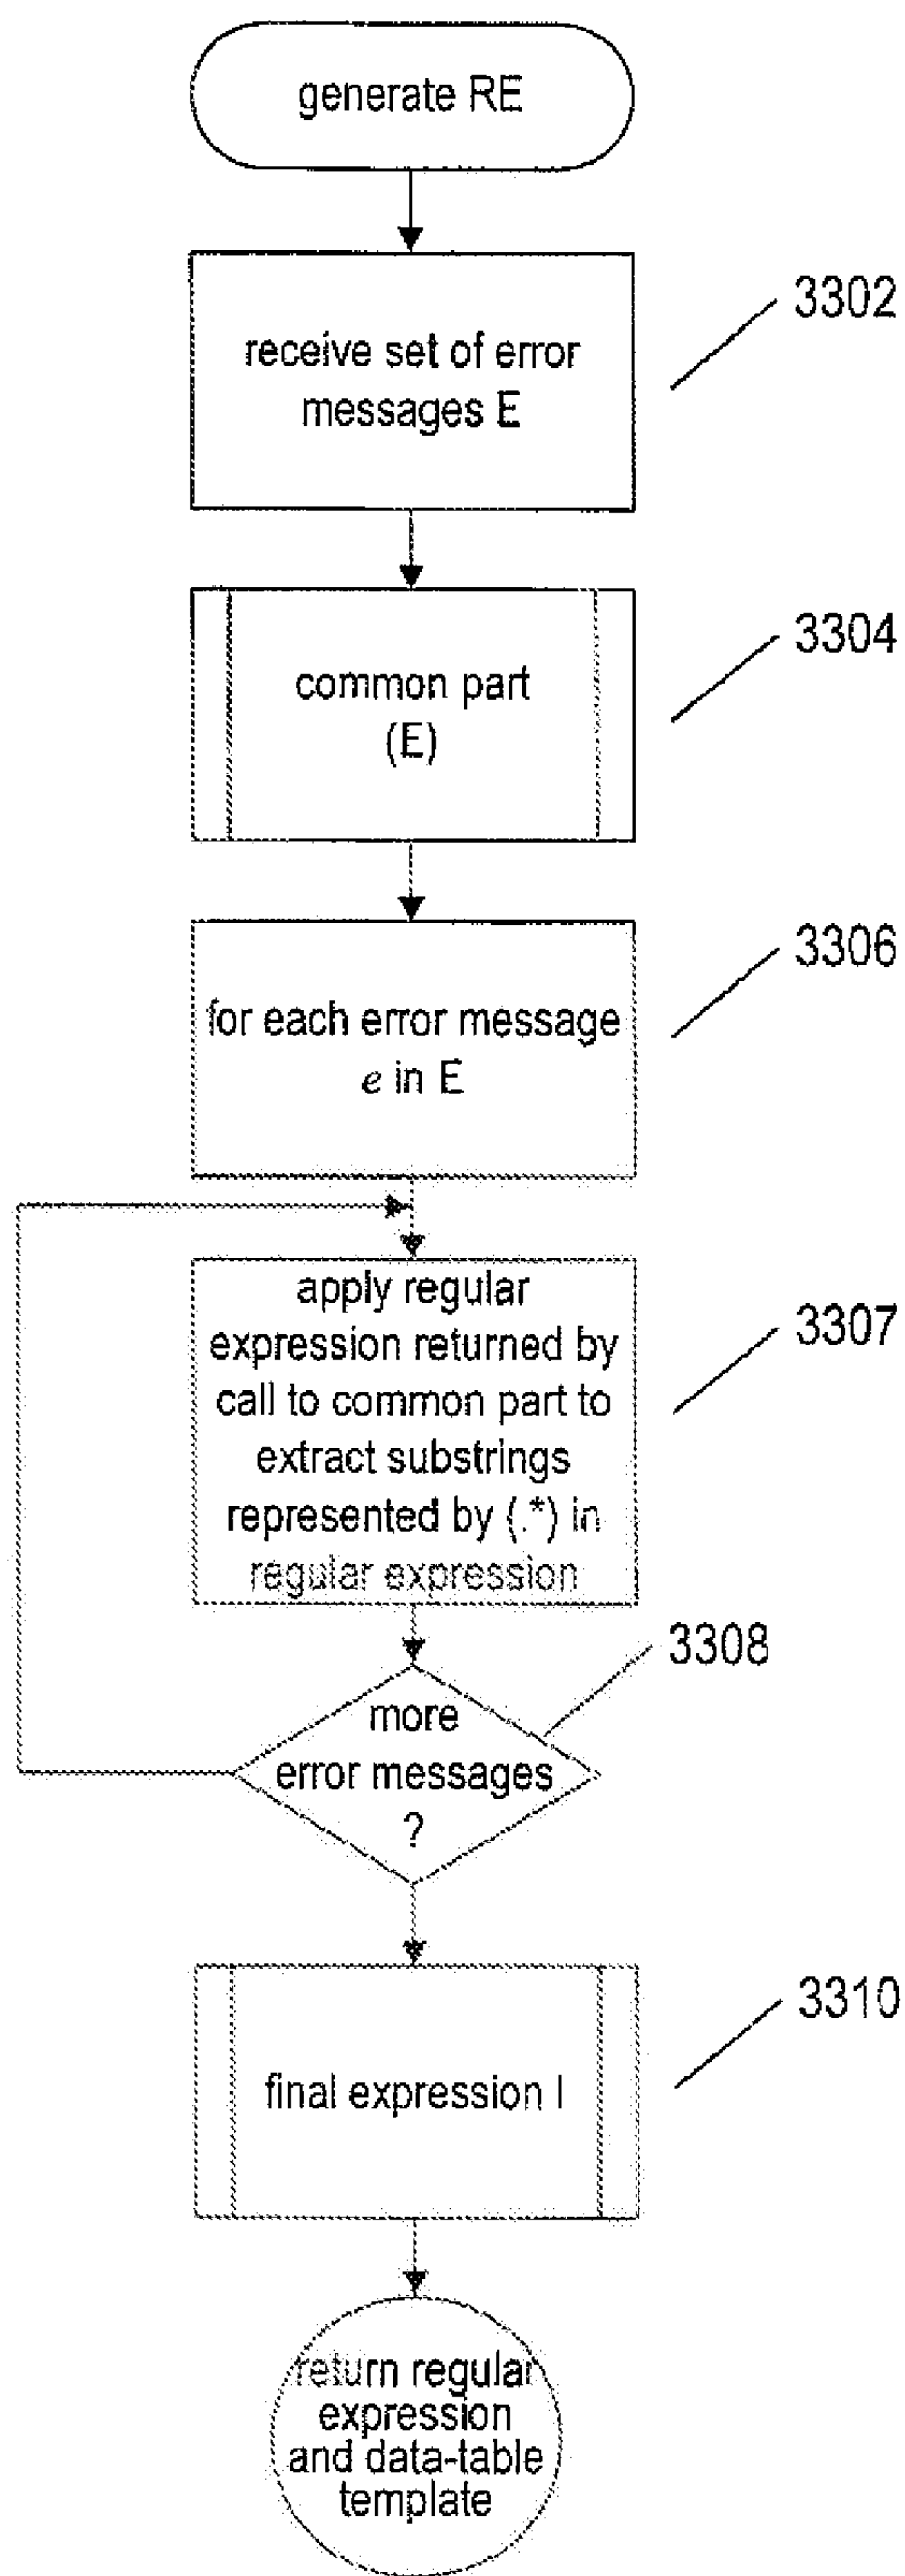 generate RE
receive set of error
messages E
3302
common part
(E)
3304
for each error message
e in E
3306
apply regular
expression returned by
call to common part to
extract substrings
represented by (.*) in
regular expression
3307
more
error messages
?
3308
final expression I
3310
return regular
expression
and data-table
template